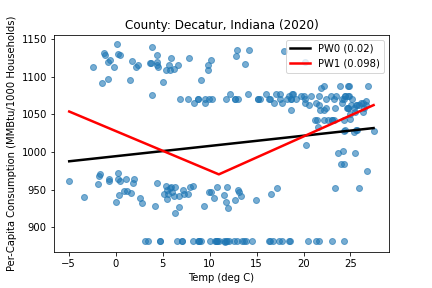 County: Decatur, Indiana (2020)
PW0 (0.02)
PW1 (0.098)
Per-Capita Consumption (MMBtu/1000 Households)
1150
1100
1050
1000
950
900
−5 0 5 10 15 20 25
Temp (deg C)